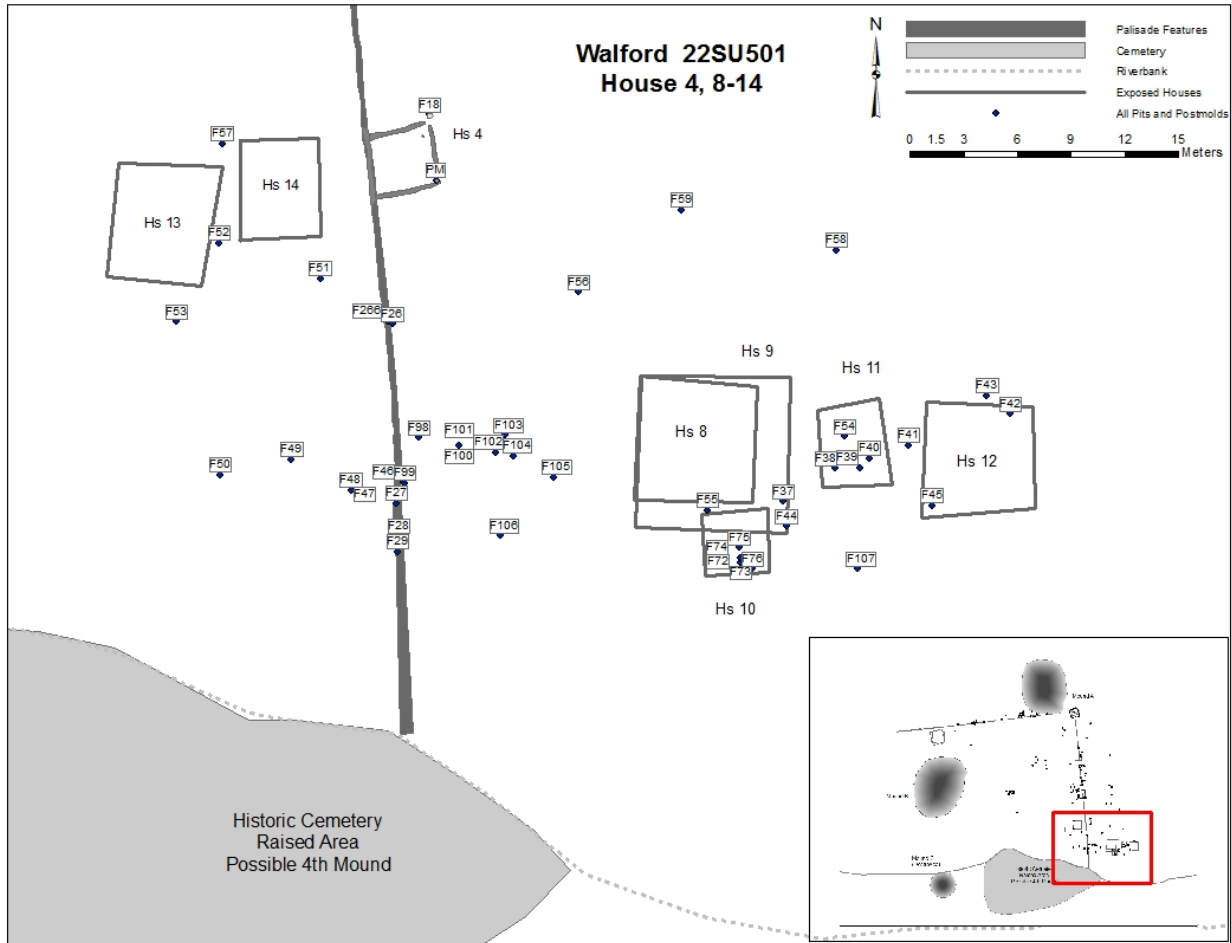 Walford 22SU501
House 4, 8-14
N
Palisade Features
Cemetery
Riverbank
Exposed Houses
All Pits and Postmolds
0 1.5 3 6 9 12 15
Meters
F18
Hs 4
F57
Hs 14
PM
Hs 13
F59
F52
F58
F51
F56
F53
F266
F26
Hs 9
Hs 11
F43
F42
F98
F101
F103
F54
F41
Hs 8
F102
F100
F104
F40
F49
F38
F39
Hs 12
F50
F46
F99
F105
F48
F47
F45
F27
F55
F37
F28
F44
F106
F29
F75
F74
F72
F76
F73
F107
Hs 10
Historic Cemetery
Raised Area
Possible 4th Mound
Mound A